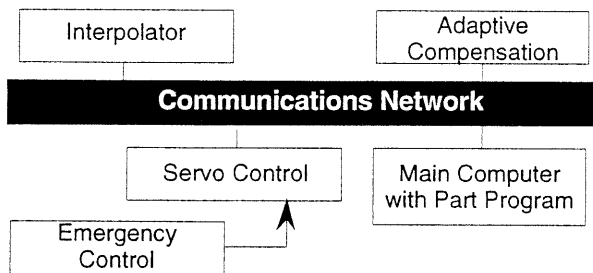 Interpolator
Adaptive
Compensation
Communications Network
Servo Control
Main Computer
with Part Program
Emergency
Control